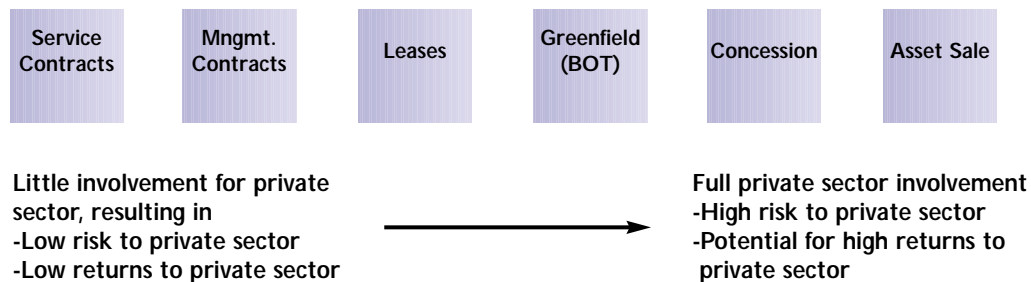 Service
Contracts
Mngmt.
Contracts
Leases
Greenfield
(BOT)
Concession
Asset Sale
Little involvement for private
sector, resulting in
-Low risk to private sector
-Low returns to private sector
Full private sector involvement
-High risk to private sector
-Potential for high returns to
private sector